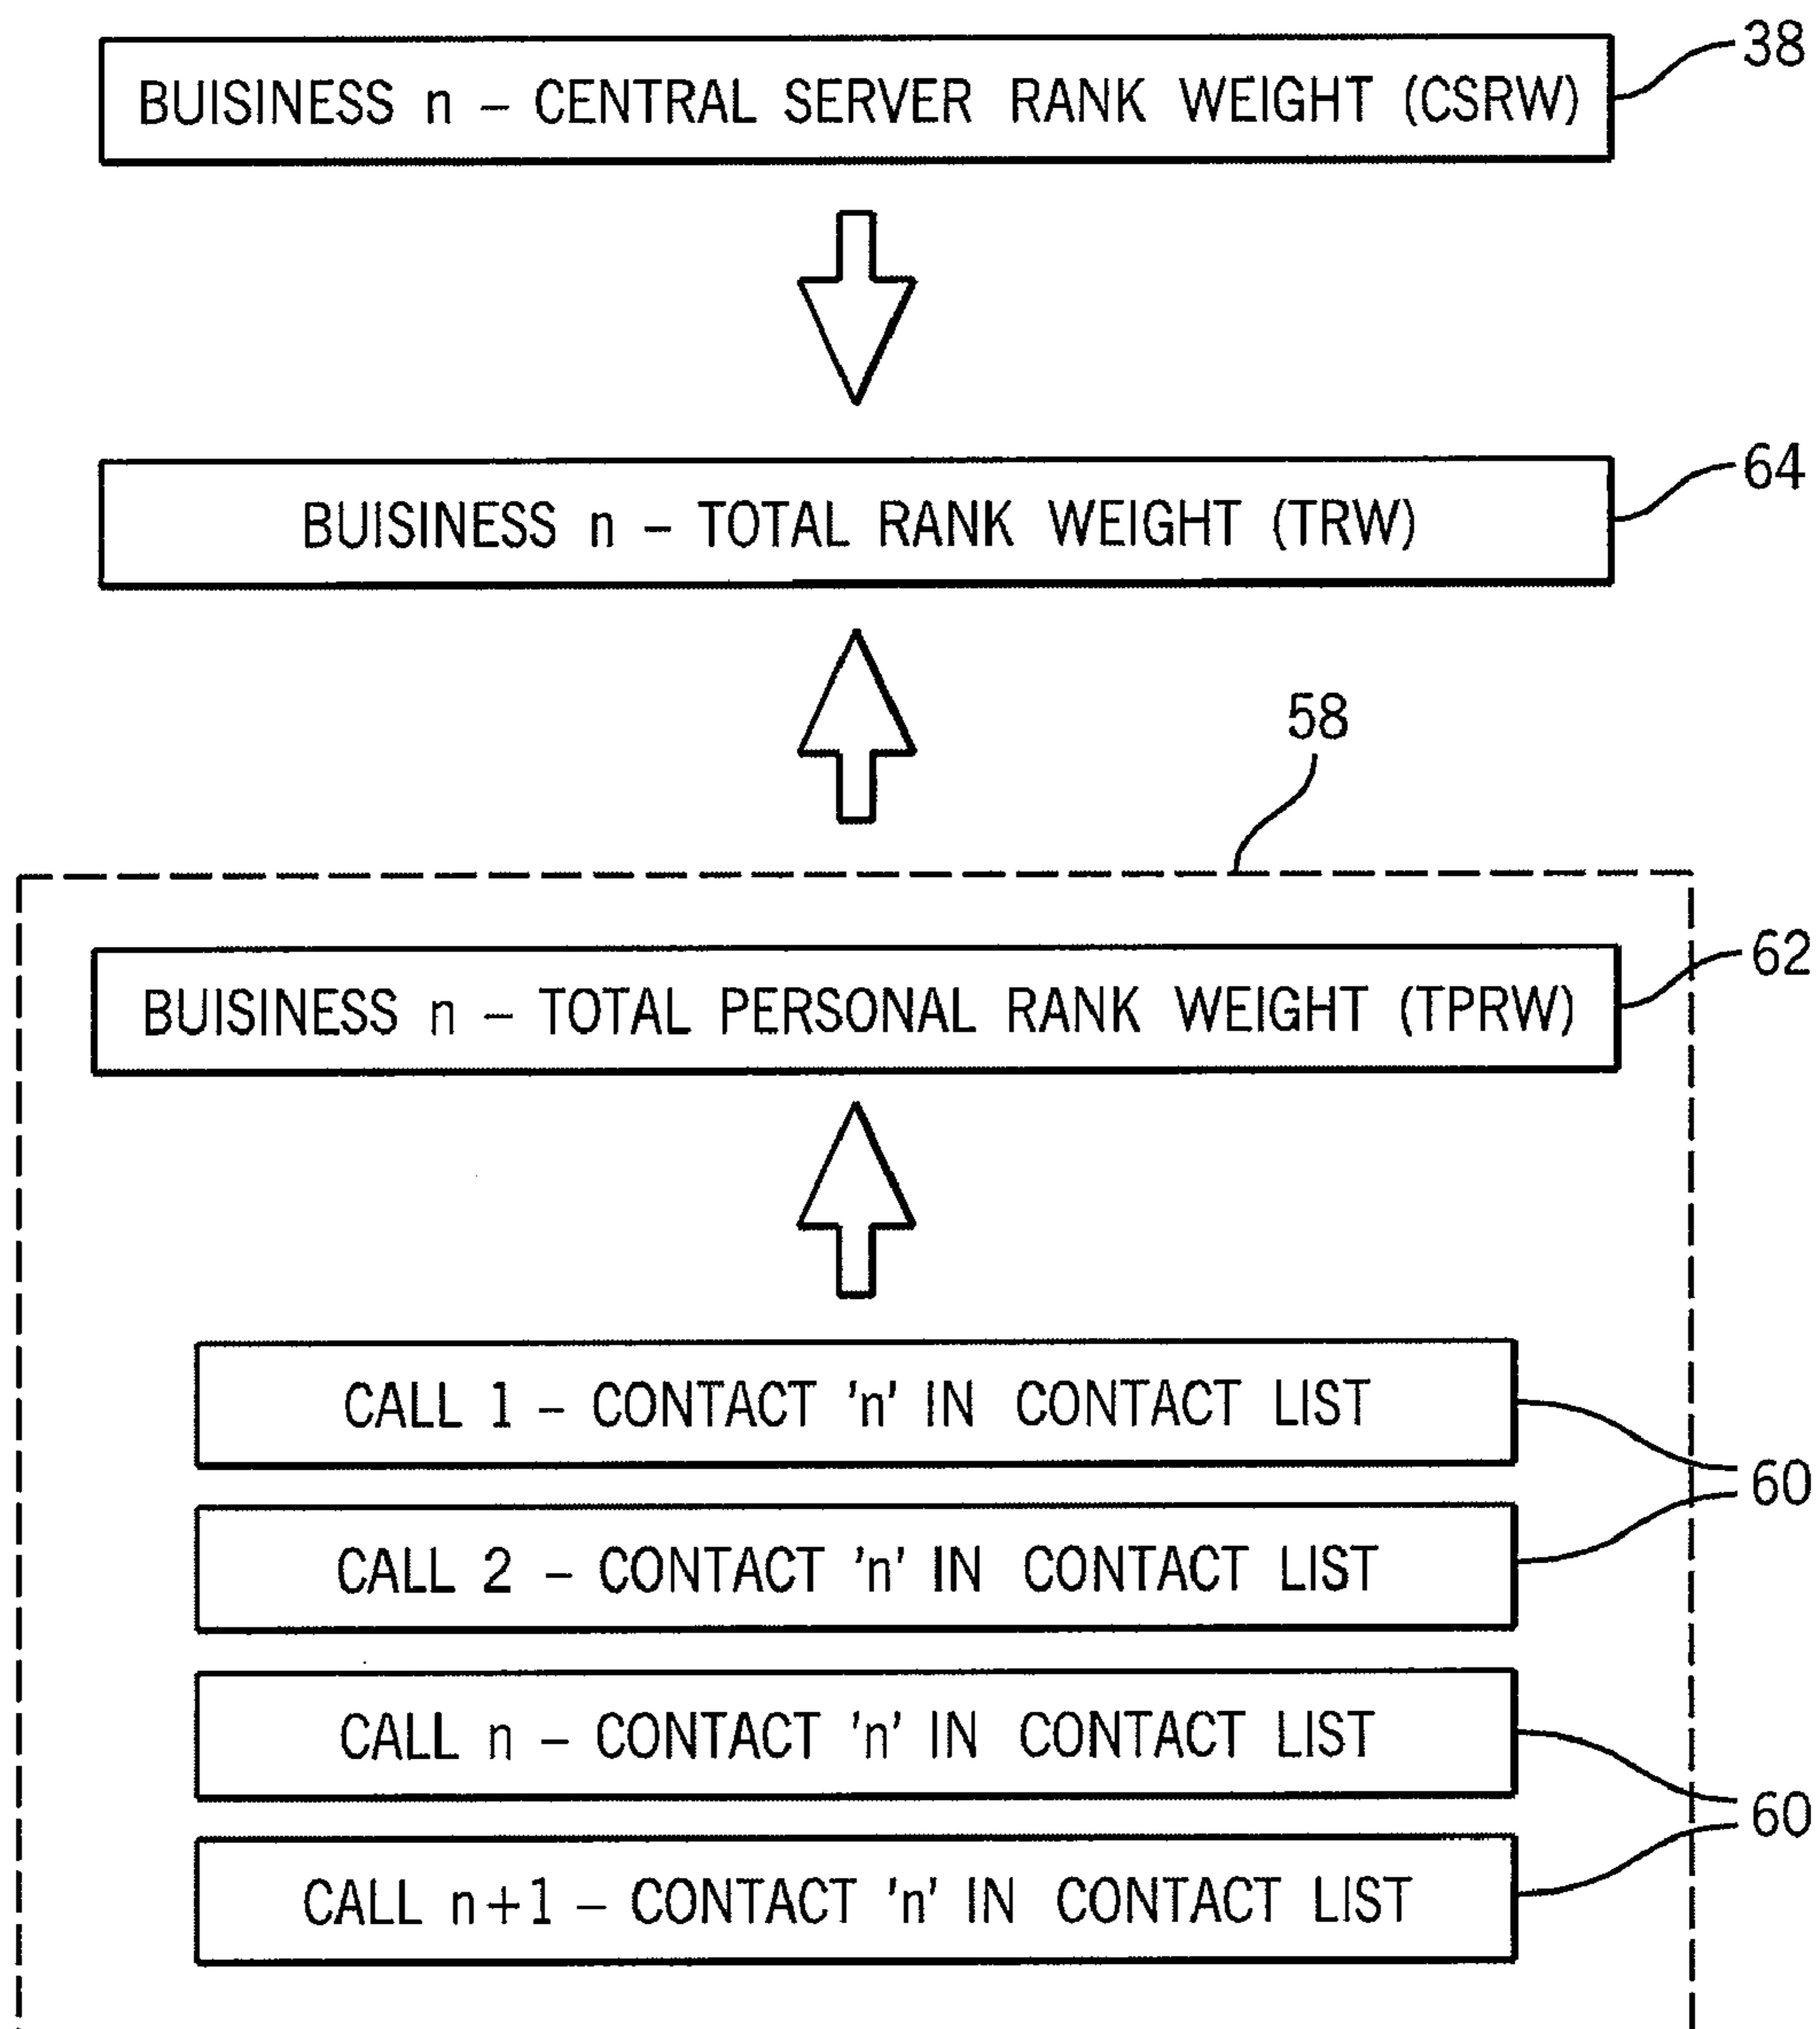 38
BUISINESS n – CENTRAL SERVER RANK WEIGHT (CSRW)
64
BUISINESS n – TOTAL RANK WEIGHT (TRW)
58
62
BUISINESS n – TOTAL PERSONAL RANK WEIGHT (TPRW)
CALL 1 – CONTACT 'n' IN CONTACT LIST
60
CALL 2 – CONTACT 'n' IN CONTACT LIST
CALL n – CONTACT 'n' IN CONTACT LIST
60
CALL n+1 – CONTACT 'n' IN CONTACT LIST